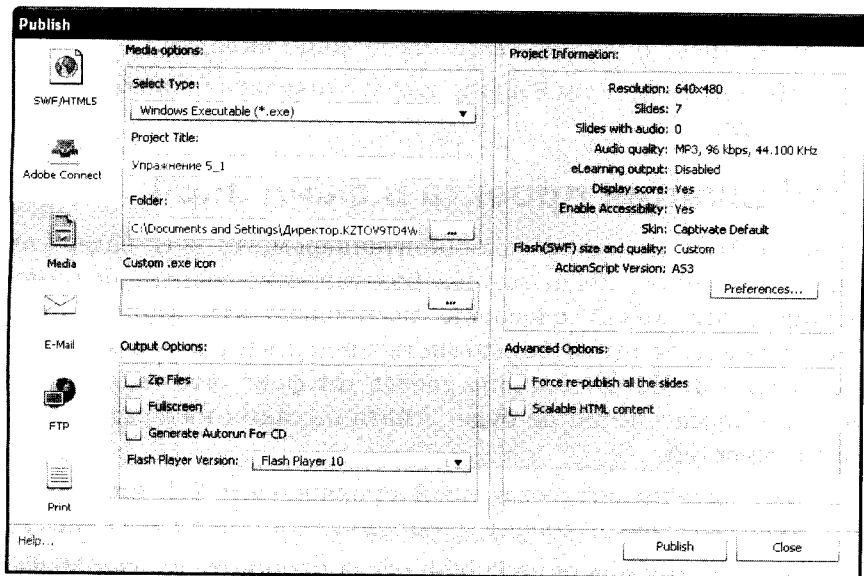 Publish
SWF/HTML5
Adobe Connect
Media
E-Mail
FTP
Print
Media options:
Select Type:
Windows Executable (*.exe)
Project Title:
Упражнение 5_1
Folder:
C:\Documents and Settings\Директор.KZTOV9TD4W
...
Custom .exe icon
...
Output Options:
Zip Files
Fullscreen
Generate Autorun For CD
Flash Player Version: Flash Player 10
Project Information:
Resolution: 640x480
Slides: 7
Slides with audio: 0
Audio quality: MP3, 96 kbps, 44.100 KHz
eLearning output: Disabled
Display score: Yes
Enable Accessibility: Yes
Skin: Captivate Default
Flash(SWF) size and quality: Custom
ActionScript Version: AS3
Preferences...
Advanced Options:
Force re-publish all the slides
Scalable HTML content
Help...
Publish
Close